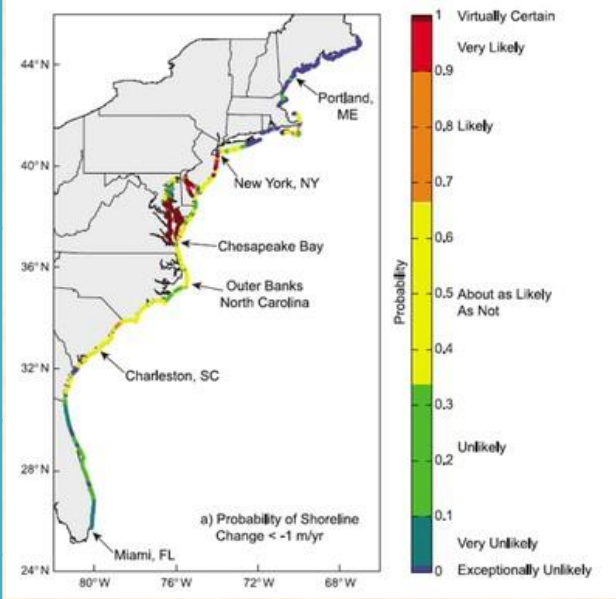 44°N
40°N
36°N
32°N
28°N
24°N
80°W
76°W
72°W
68°W
Portland,
ME
New York, NY
Chesapeake Bay
Outer Banks
North Carolina
Charleston, SC
Miami, FL
a) Probability of Shoreline
Change < -1 m/yr
Probability
1
0.9
0.8
0.7
0.6
0.5
0.4
0.3
0.2
0.1
0
Virtually Certain
Very Likely
Likely
About as Likely
As Not
Unlikely
Very Unlikely
Exceptionally Unlikely